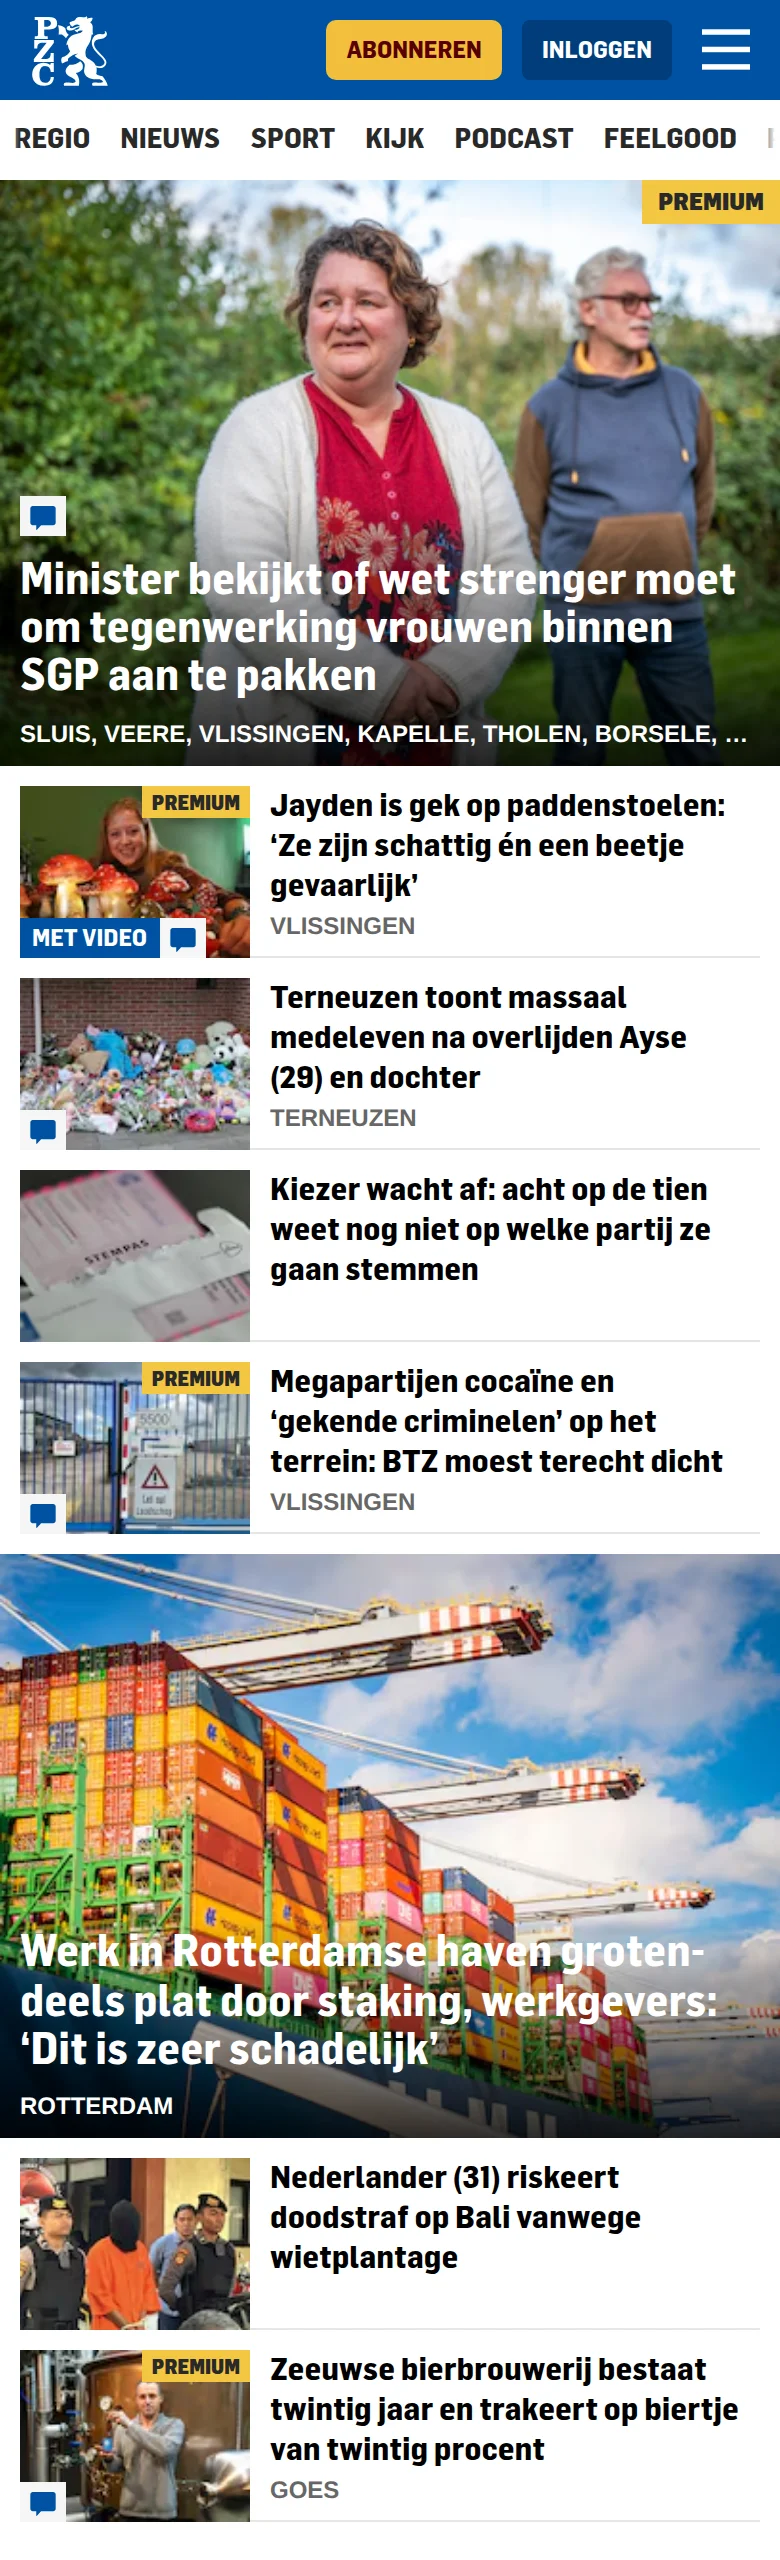 PZC
ABONNEREN
INLOGGEN
REGIO NIEUWS SPORT KIJK PODCAST FEELGOOD
PREMIUM
Minister bekijkt of wet strenger moet
om tegenwerking vrouwen binnen
SGP aan te pakken
SLUIS, VEERE, VLISSINGEN, KAPELLE, THOLEN, BORSELE, ...
PREMIUM
MET VIDEO
Jayden is gek op paddenstoelen:
‘Ze zijn schattig én een beetje
gevaarlijk’
VLISSINGEN
Terneuzen toont massaal
medeleven na overlijden Ayse
(29) en dochter
TERNEUZEN
STEMPAS
Kiezer wacht af: acht op de tien
weet nog niet op welke partij ze
gaan stemmen
PREMIUM
5500
Let op!
Megapartijen cocaïne en
‘gekende criminelen’ op het
terrein: BTZ moest terecht dicht
VLISSINGEN
Werk in Rotterdamse haven groten-
deels plat door staking, werkgevers:
‘Dit is zeer schadelijk’
ROTTERDAM
Nederlander (31) riskeert
doodstraf op Bali vanwege
wietplantage
PREMIUM
Zeeuwse bierbrouwerij bestaat
twintig jaar en trakeert op biertje
van twintig procent
GOES